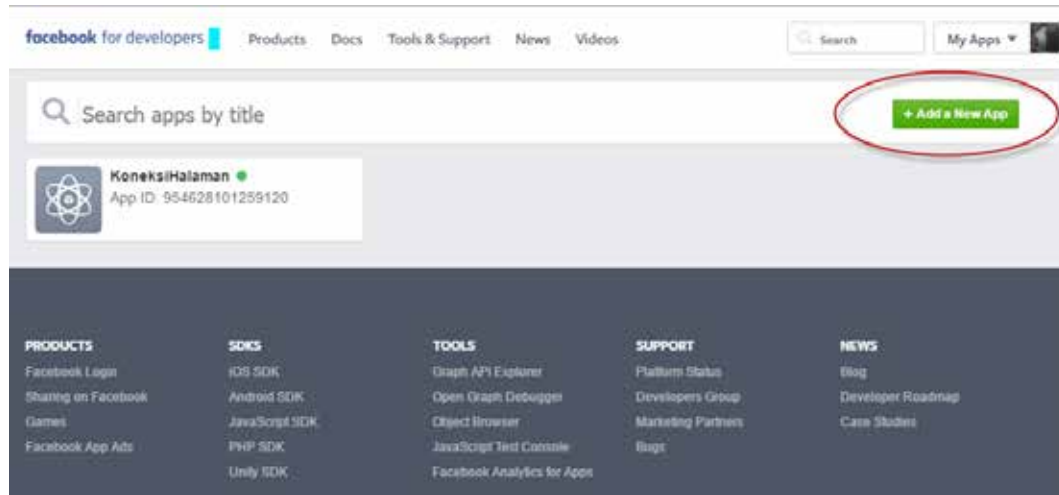 facebook for developers Products Docs Tools & Support News Videos Search My Apps
Search apps by title + Add a New App
KoneksiHalaman
App ID: 954628101259120
PRODUCTS SDKS TOOLS SUPPORT NEWS
Facebook Login iOS SDK Graph API Explorer Platform Status Blog
Sharing on Facebook Android SDK Open Graph Debugger Developers Group Developer Roadmap
Games JavaScript SDK Object Browser Marketing Partners Case Studies
Facebook App Ads PHP SDK JavaScript Test Console Bugs
Unity SDK Facebook Analytics for Apps